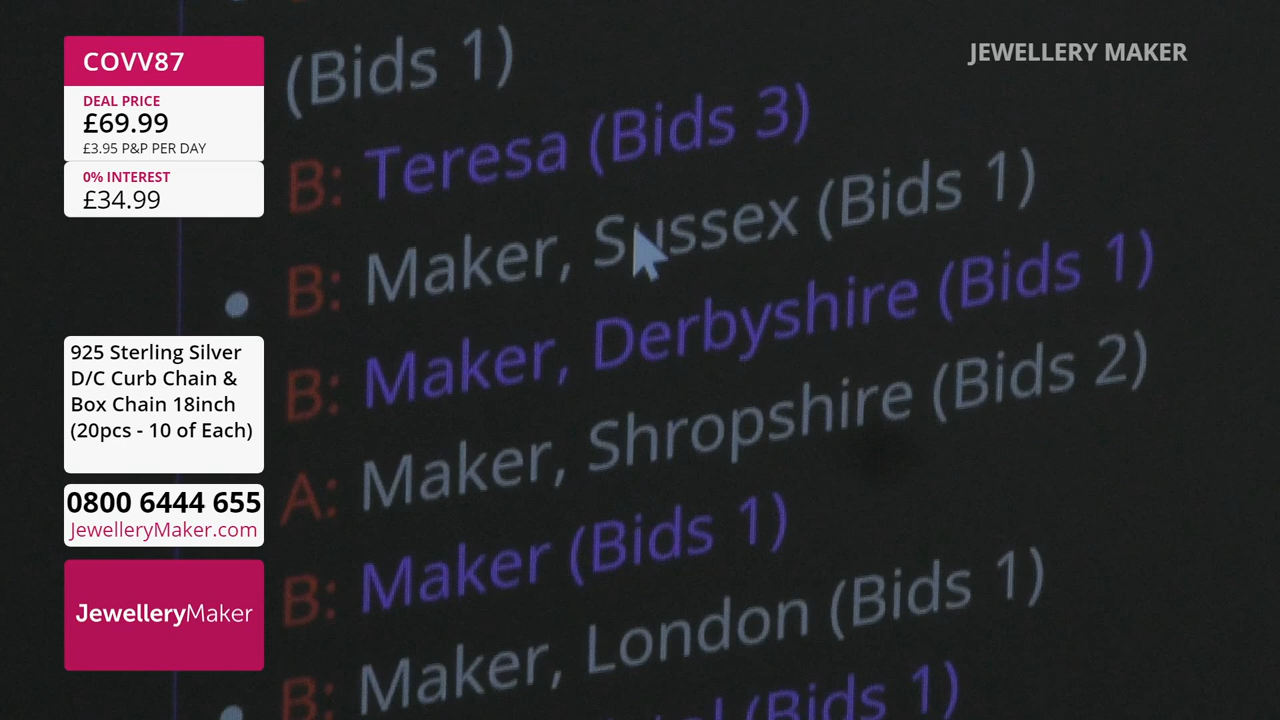 COVV87
DEAL PRICE
£69.99
£3.95 P&P PER DAY
0% INTEREST
£34.99
925 Sterling Silver
D/C Curb Chain &
Box Chain 18inch
(20pcs - 10 of Each)
0800 6444 655
JewelleryMaker.com
JewelleryMaker
JEWELLERY MAKER
(Bids 1)
B: Teresa (Bids 3)
B: Maker, Sussex (Bids 1)
B: Maker, Derbyshire (Bids 1)
A: Maker, Shropshire (Bids 2)
B: Maker (Bids 1)
B: Maker, London (Bids 1)
(Bids 1)